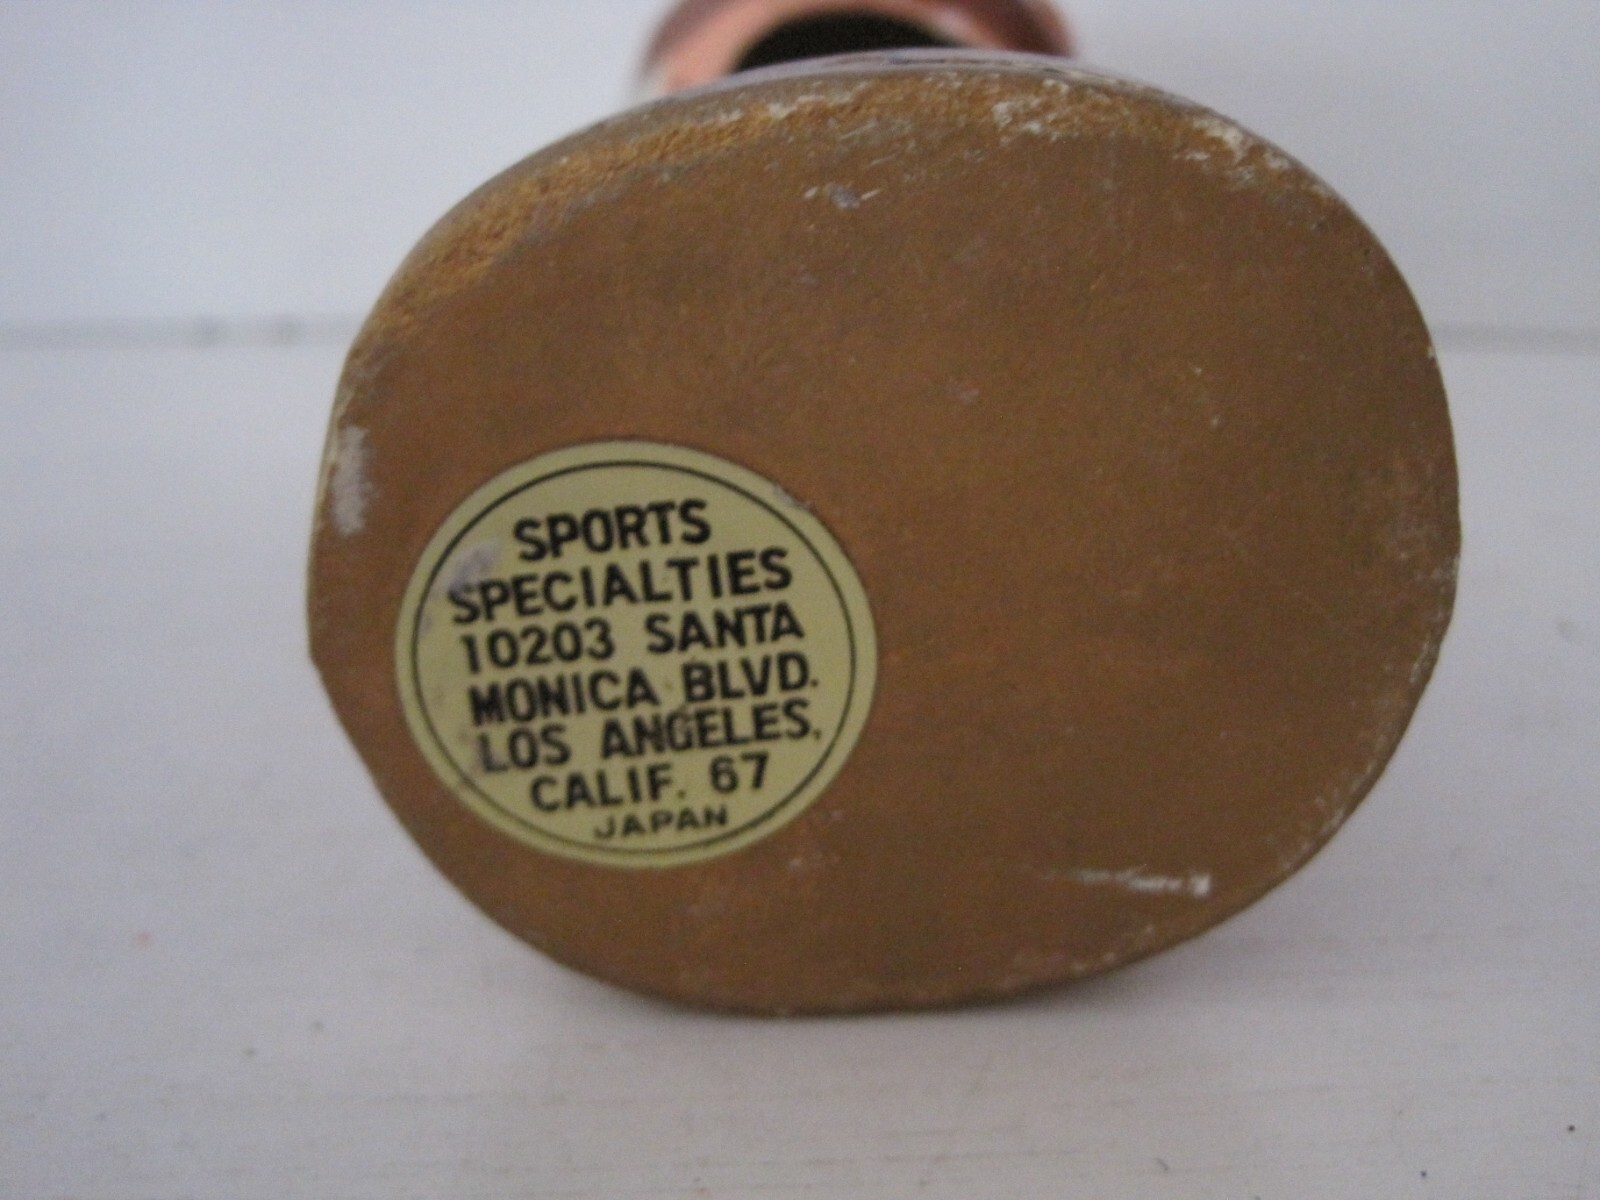 SPORTS
SPECIALTIES
10203 SANTA
MONICA BLVD.
LOS ANGELES,
CALIF. 67
JAPAN